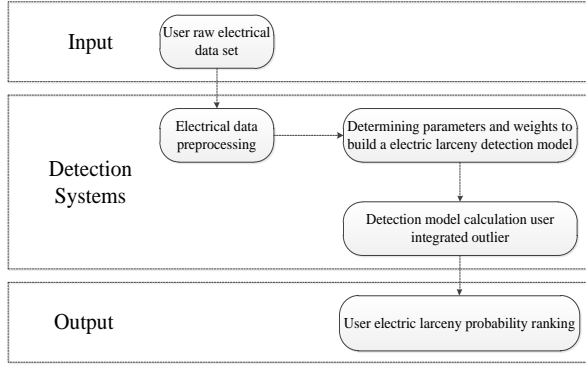 Input
User raw electrical
data set
Detection
Systems
Electrical data
preprocessing
Determining parameters and weights to
build a electric larceny detection model
Detection model calculation user
integrated outlier
Output
User electric larceny probability ranking